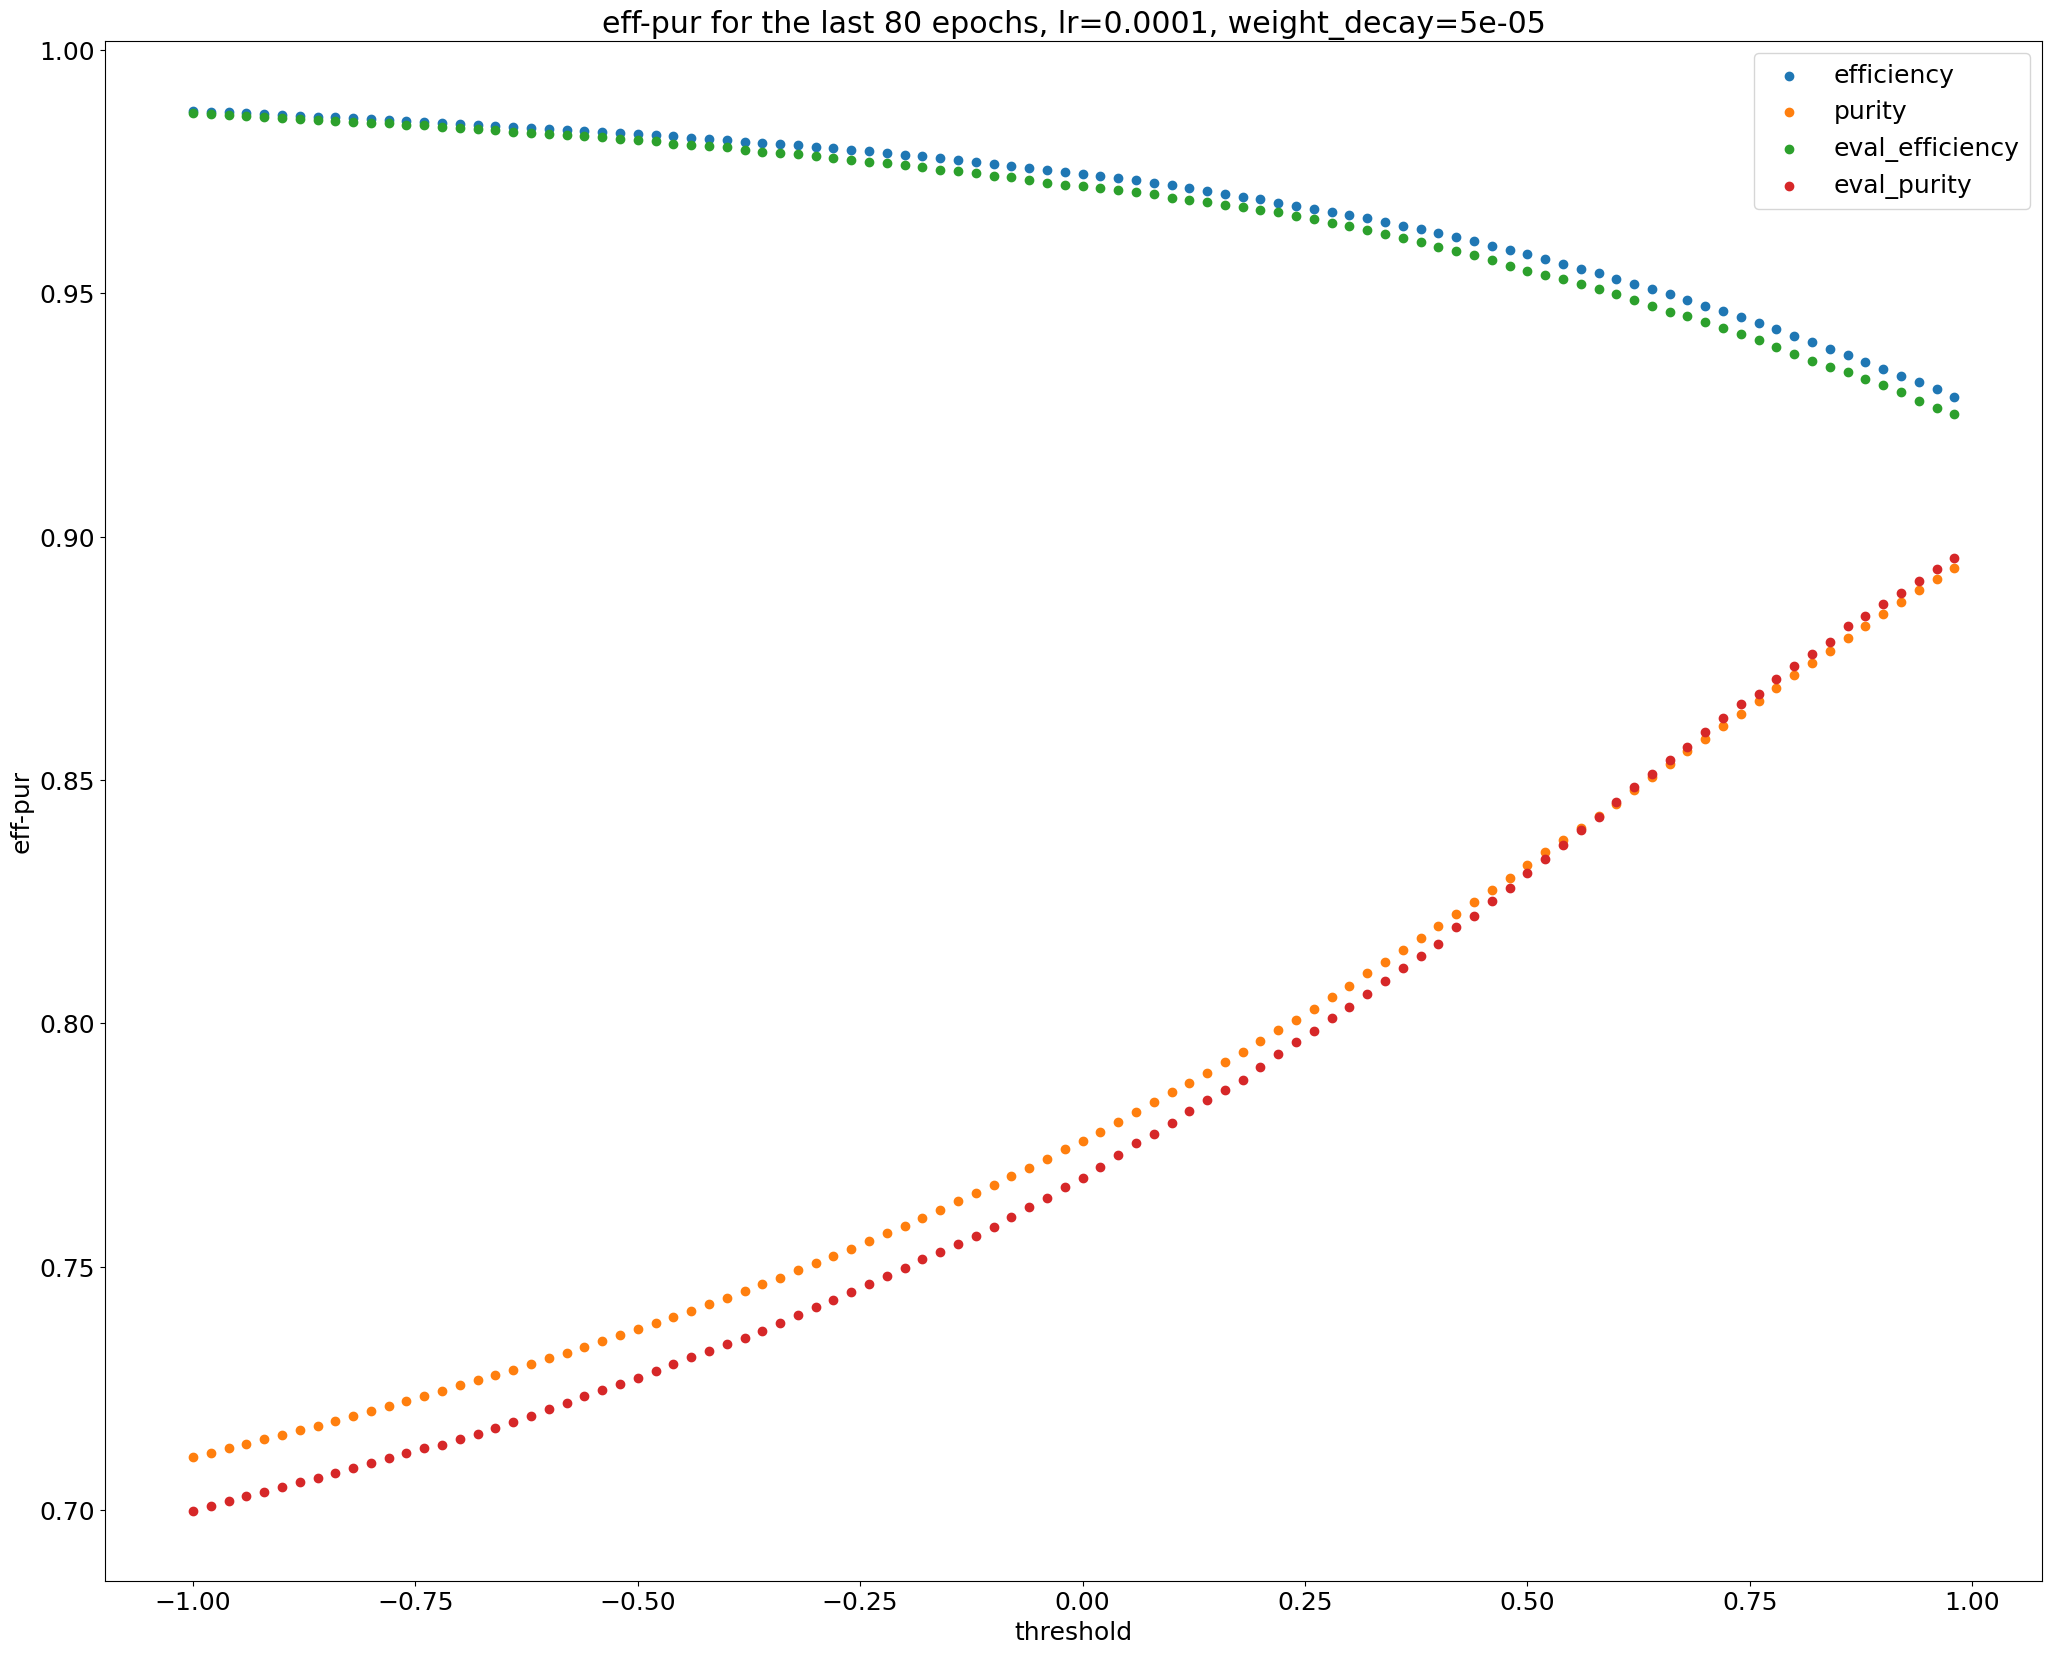 eff-pur for the last 80 epochs, lr=0.0001, weight_decay=5e-05
efficiency
purity
eval_efficiency
eval_purity
1.00
0.95
0.90
0.85
0.80
0.75
0.70
eff-pur
−1.00 −0.75 −0.50 −0.25 0.00 0.25 0.50 0.75 1.00
threshold